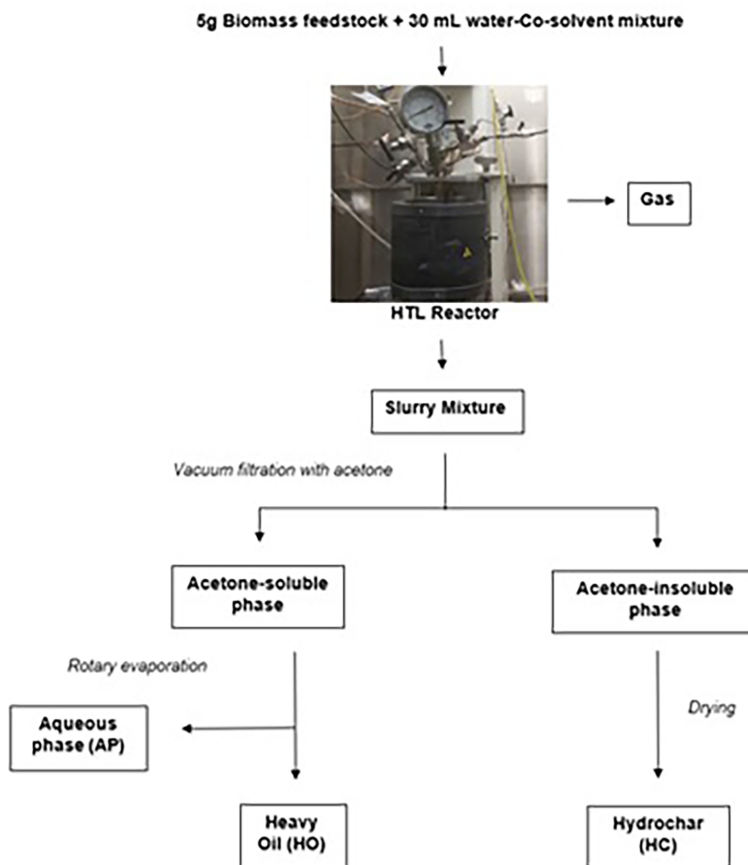 5g Biomass feedstock + 30 mL water-Co-solvent mixture
Gas
HTL Reactor
Slurry Mixture
Vacuum filtration with acetone
Acetone-soluble
phase
Acetone-insoluble
phase
Rotary evaporation
Drying
Aqueous
phase (AP)
Heavy
Oil (HO)
Hydrochar
(HC)